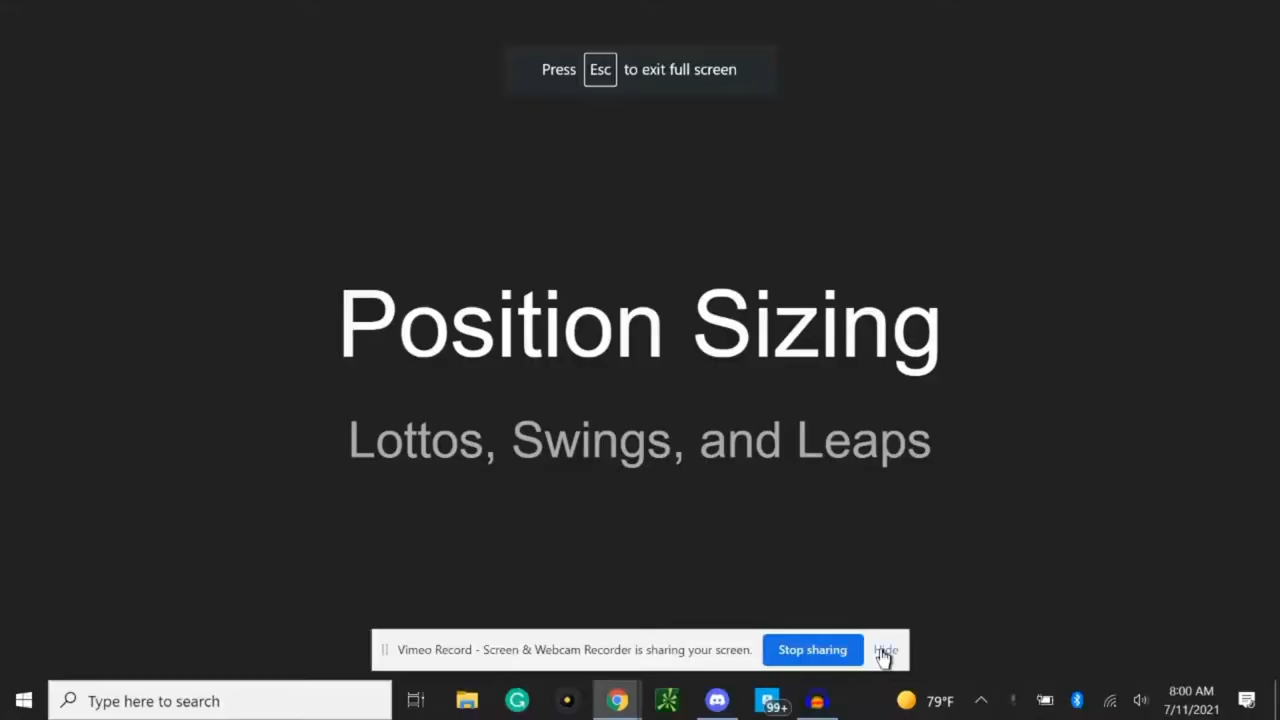 Press Esc to exit full screen
Position Sizing
Lottos, Swings, and Leaps
Vimeo Record - Screen & Webcam Recorder is sharing your screen. Stop sharing Hide
Type here to search
99+
79°F
8:00 AM
7/11/2021